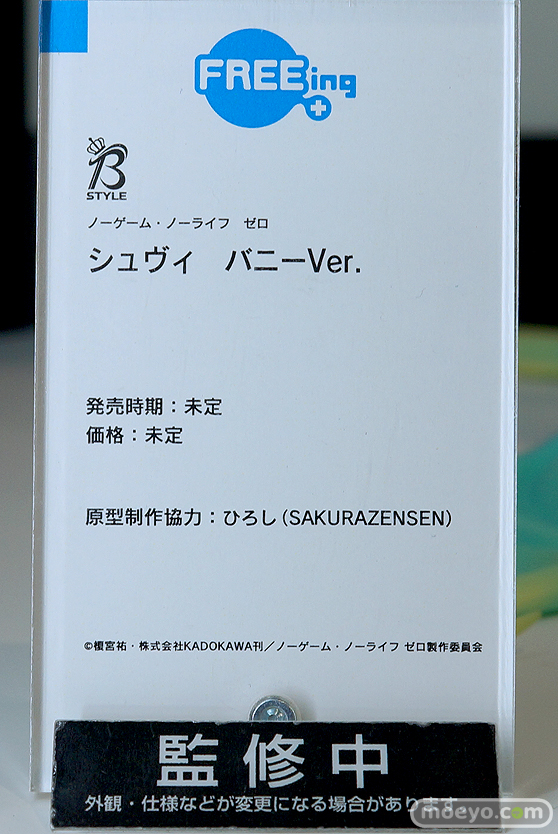 FREEing
B
STYLE
ノーゲーム・ノーライフ ゼロ
シュヴィ バニーVer.
発売時期：未定
価格：未定
原型制作協力：ひろし(SAKURAZENSEN)
©榎宮祐・株式会社KADOKAWA刊／ノーゲーム・ノーライフ ゼロ製作委員会
監修中
外観・仕様などが変更になる場合があります
moeyo.com